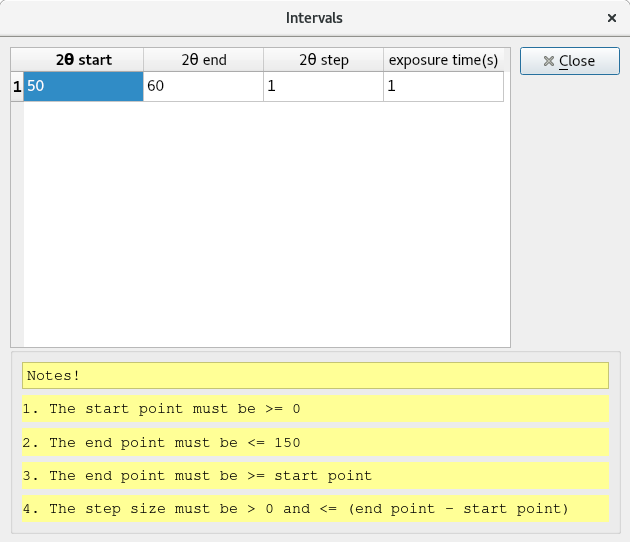 Intervals
2θ start 2θ end 2θ step exposure time(s)
1 50 60 1 1
Close
Notes!
1. The start point must be >= 0
2. The end point must be <= 150
3. The end point must be >= start point
4. The step size must be > 0 and <= (end point - start point)